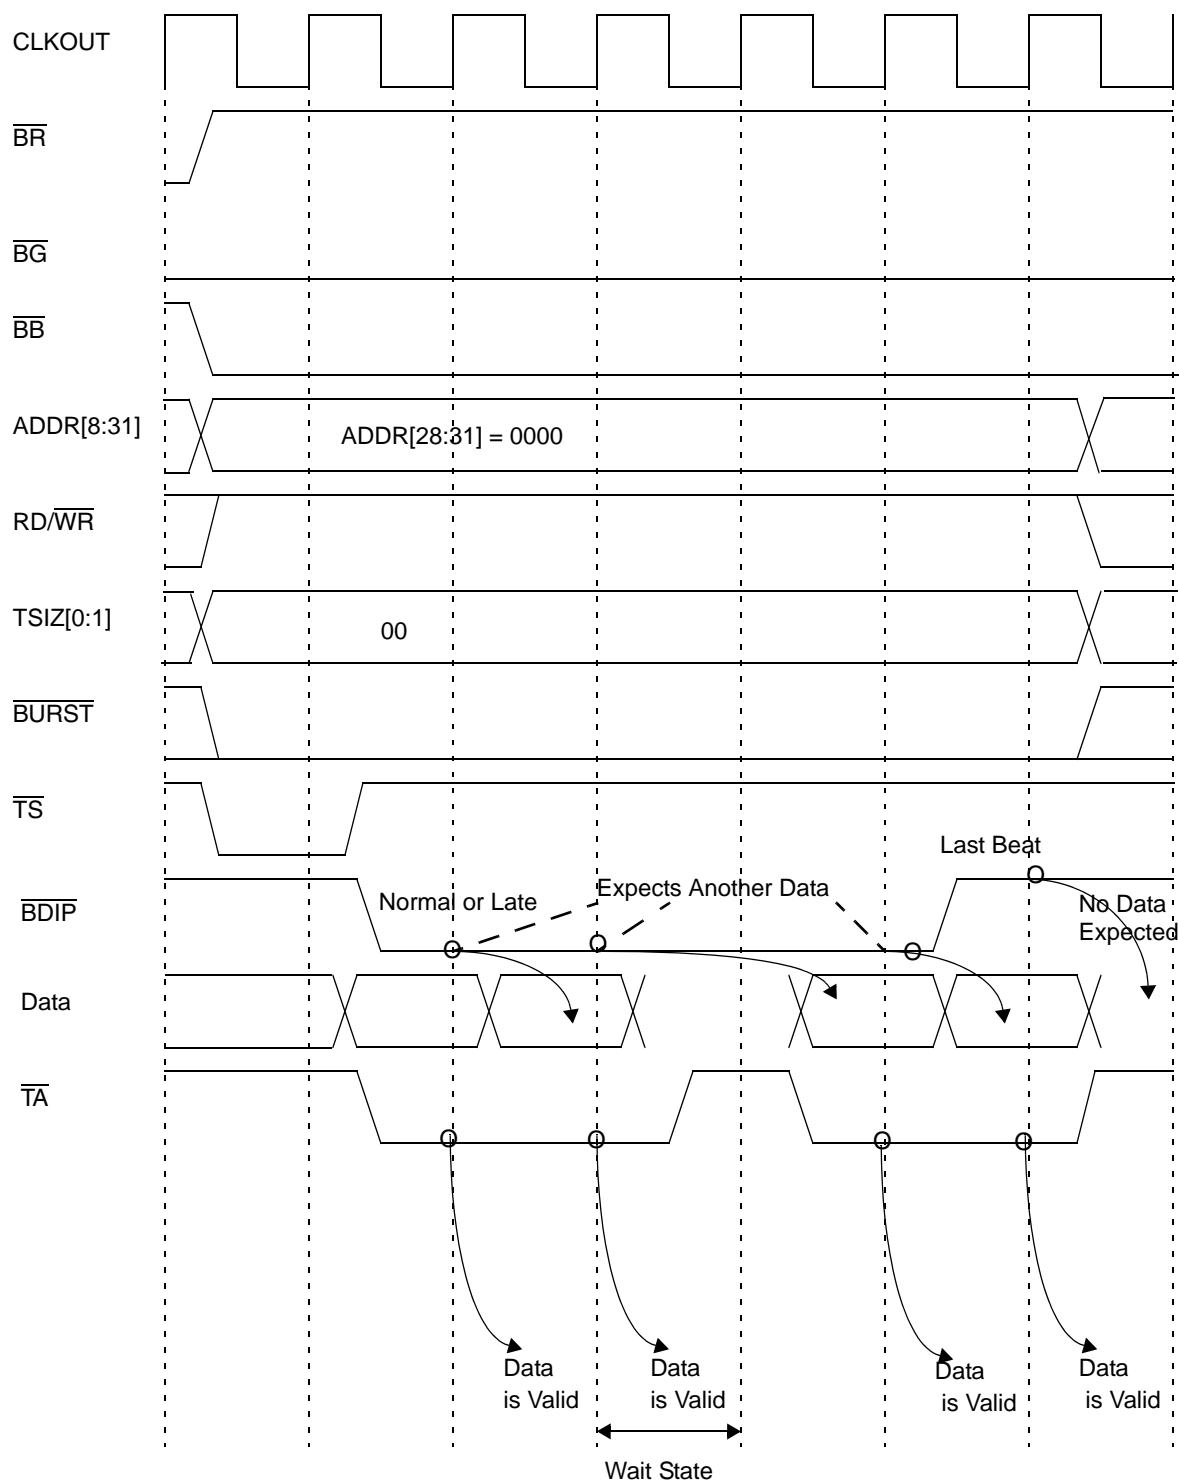 CLKOUT
BR
BG
BB
ADDR[8:31]
ADDR[28:31] = 0000
RD/WR
TSIZ[0:1]
00
BURST
TS
Last Beat
BDIP
Normal or Late
Expects Another Data
No Data
Expected
Data
TA
Data
is Valid
Data
is Valid
Data
is Valid
Data
is Valid
Wait State